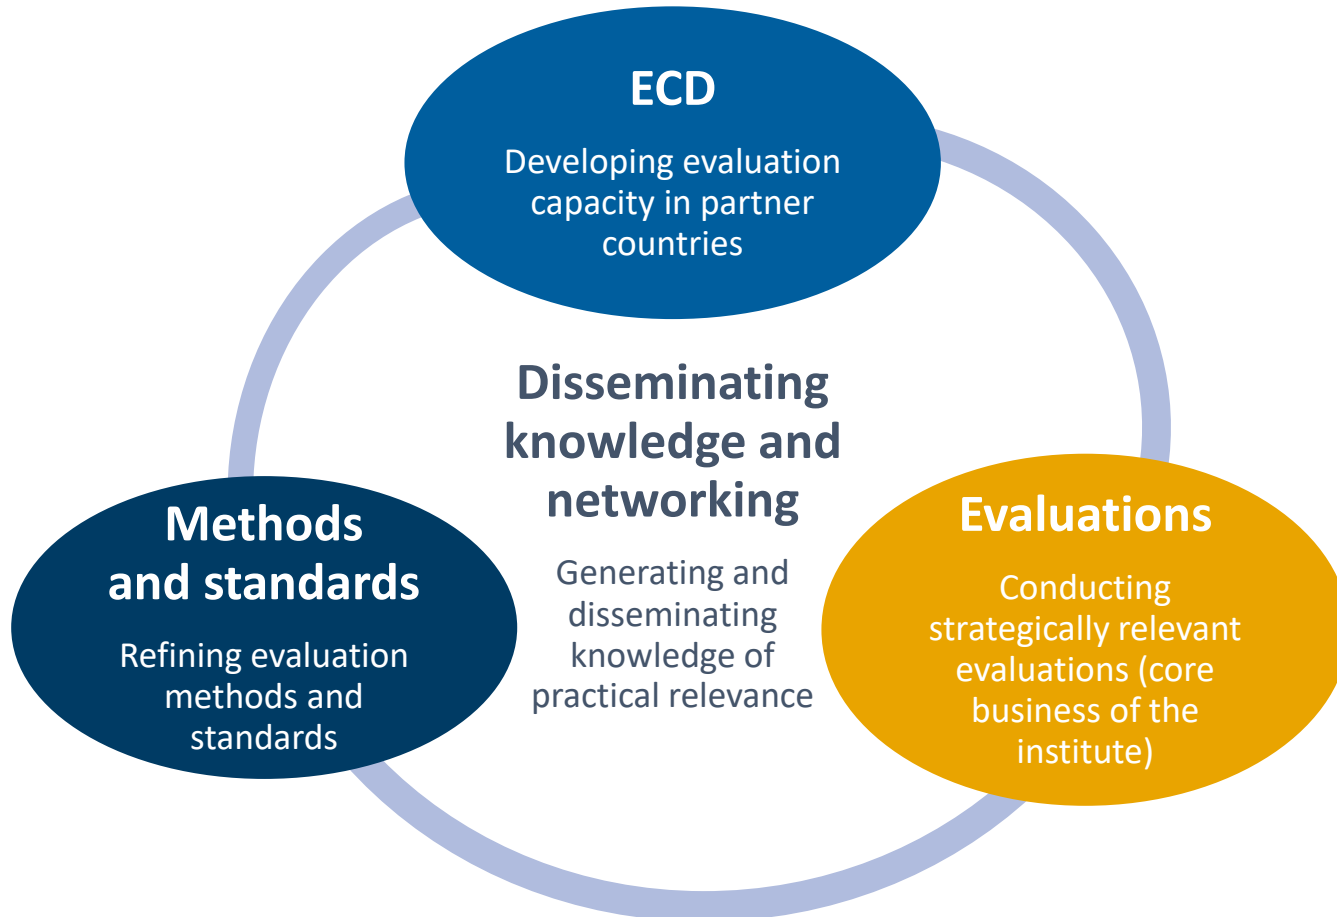 ECD
Developing evaluation
capacity in partner
countries
Disseminating
knowledge and
networking
Generating and
disseminating
knowledge of
practical relevance
Methods
and standards
Refining evaluation
methods and
standards
Evaluations
Conducting
strategically relevant
evaluations (core
business of the
institute)